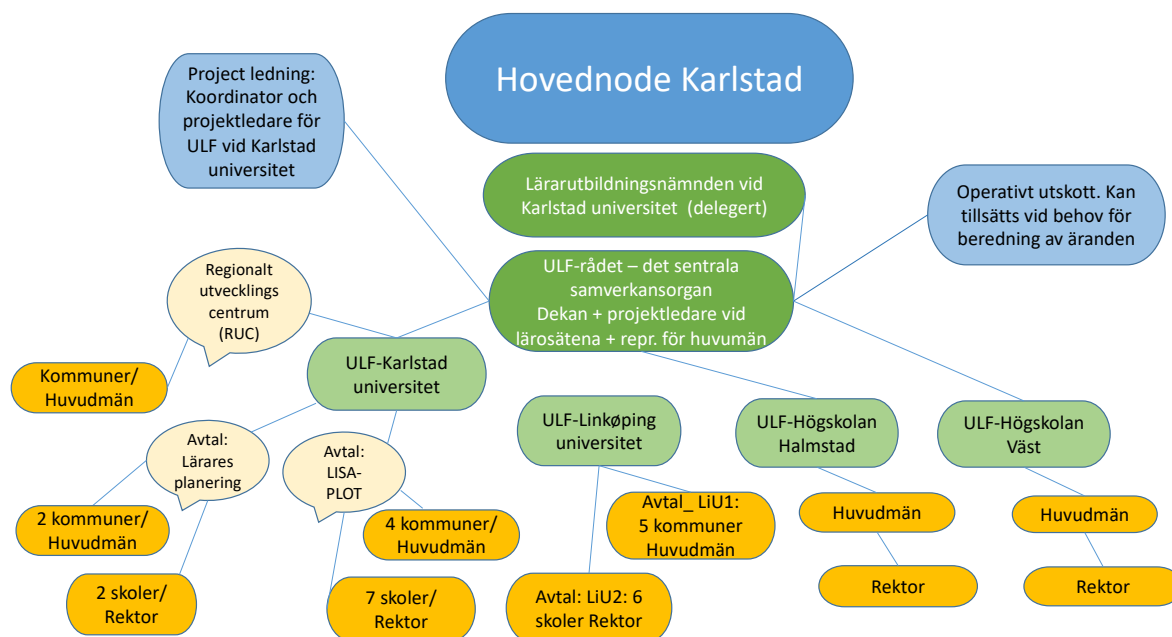 Hovednode Karlstad
Project ledning:
Koordinator och
projektledare för
ULF vid Karlstad
universitet
Lärarutbildningsnämnden vid
Karlstad universitet (delegert)
Operativt utskott. Kan
tillsätts vid behov för
beredning av äranden
ULF-rådet – det sentrala
samverkansorgan
Dekan + projektledare vid
lärosätena + repr. för huvumän
Regionalt
utvecklings
centrum
(RUC)
Kommuner/
Huvudmän
ULF-Karlstad
universitet
ULF-Linkøping
universitet
ULF-Högskolan
Halmstad
ULF-Högskolan
Väst
Avtal:
Lärares
planering
Avtal:
LISA-
PLOT
2 kommuner/
Huvudmän
4 kommuner/
Huvudmän
Avtal_ LiU1:
5 kommuner
Huvudmän
Huvudmän
Huvudmän
2 skoler/
Rektor
7 skoler/
Rektor
Avtal: LiU2: 6
skoler Rektor
Rektor
Rektor